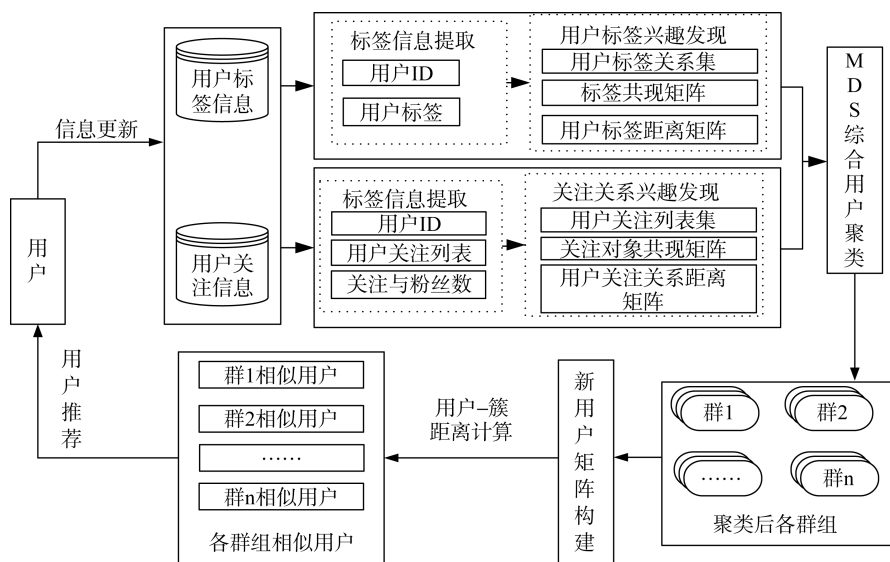 信息更新
用户
用户标
签信息
用户关
注信息
标签信息提取
用户ID
用户标签
用户标签兴趣发现
用户标签关系集
标签共现矩阵
用户标签距离矩阵
标签信息提取
用户ID
用户关注列表
关注与粉丝数
关注关系兴趣发现
用户关注列表集
关注对象共现矩阵
用户关注关系距离
矩阵
MDS综合用户聚类
群1
群2
……
群n
聚类后各群组
新用户矩阵构建
用户–簇
距离计算
群1相似用户
群2相似用户
……
群n相似用户
各群组相似用户
用户推荐